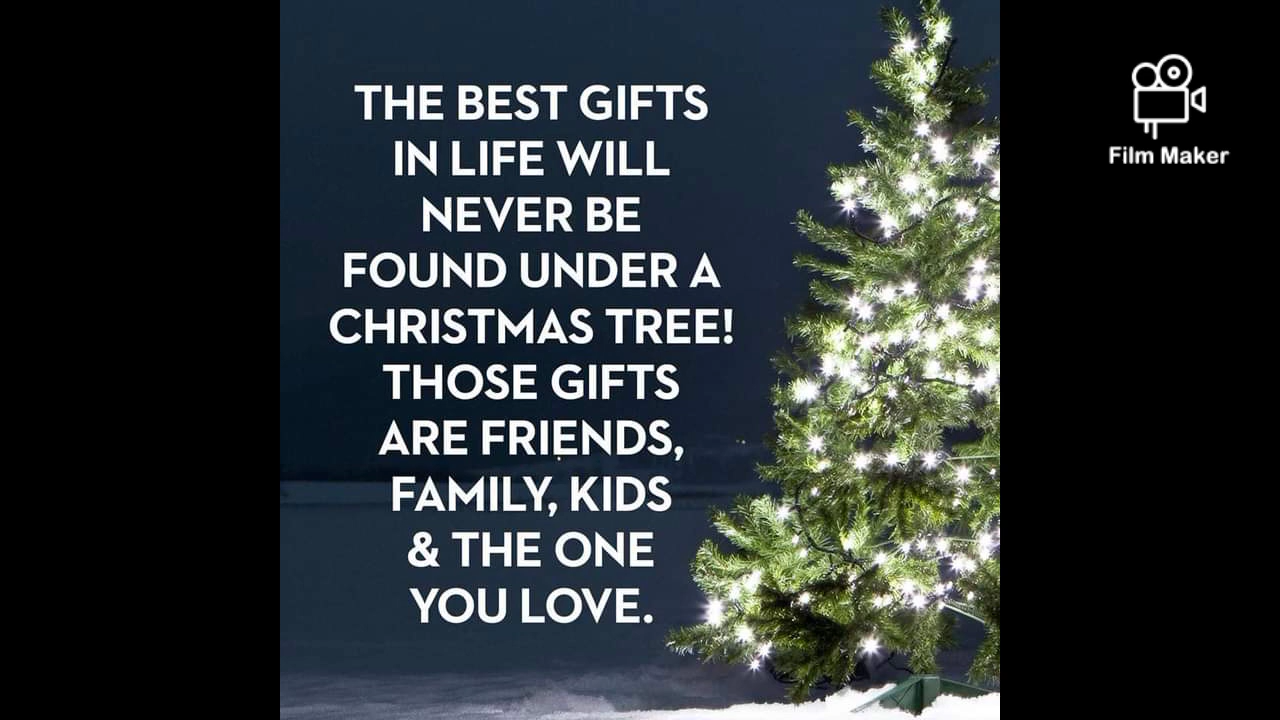 THE BEST GIFTS
IN LIFE WILL
NEVER BE
FOUND UNDER A
CHRISTMAS TREE!
THOSE GIFTS
ARE FRIENDS,
FAMILY, KIDS
& THE ONE
YOU LOVE.
Film Maker